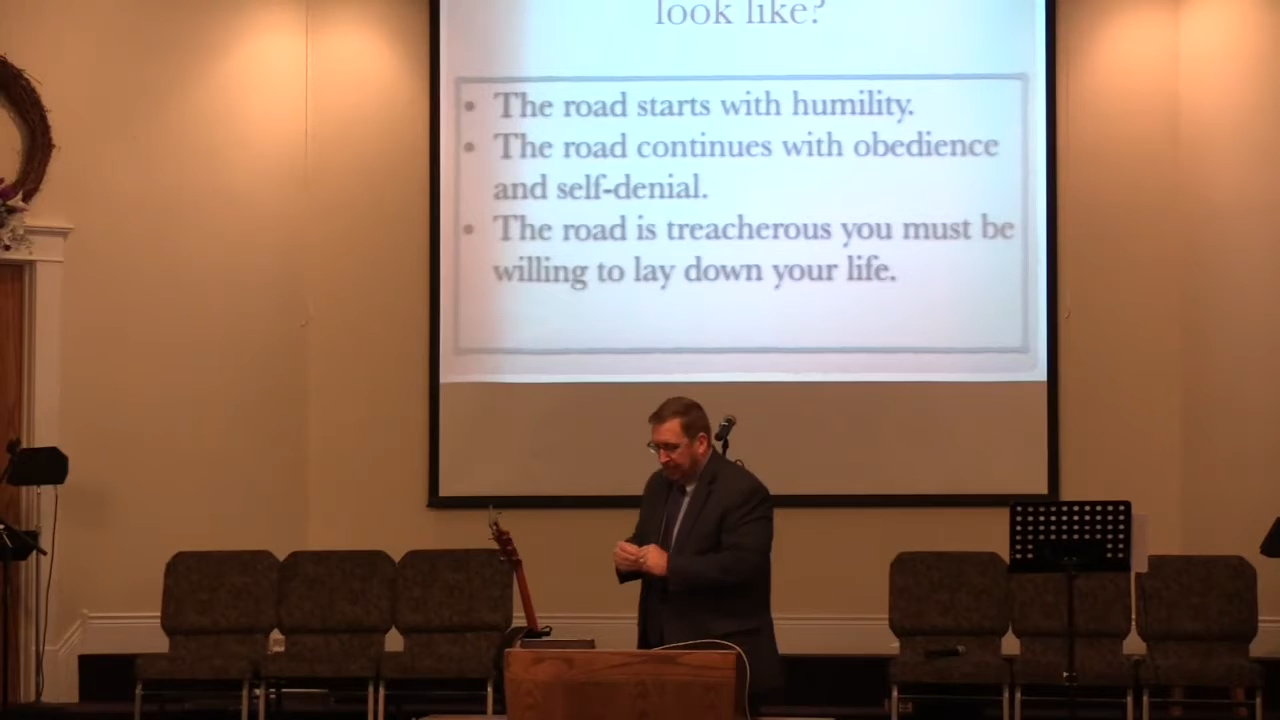 look like?
• The road starts with humility.
• The road continues with obedience
and self-denial.
• The road is treacherous you must be
willing to lay down your life.